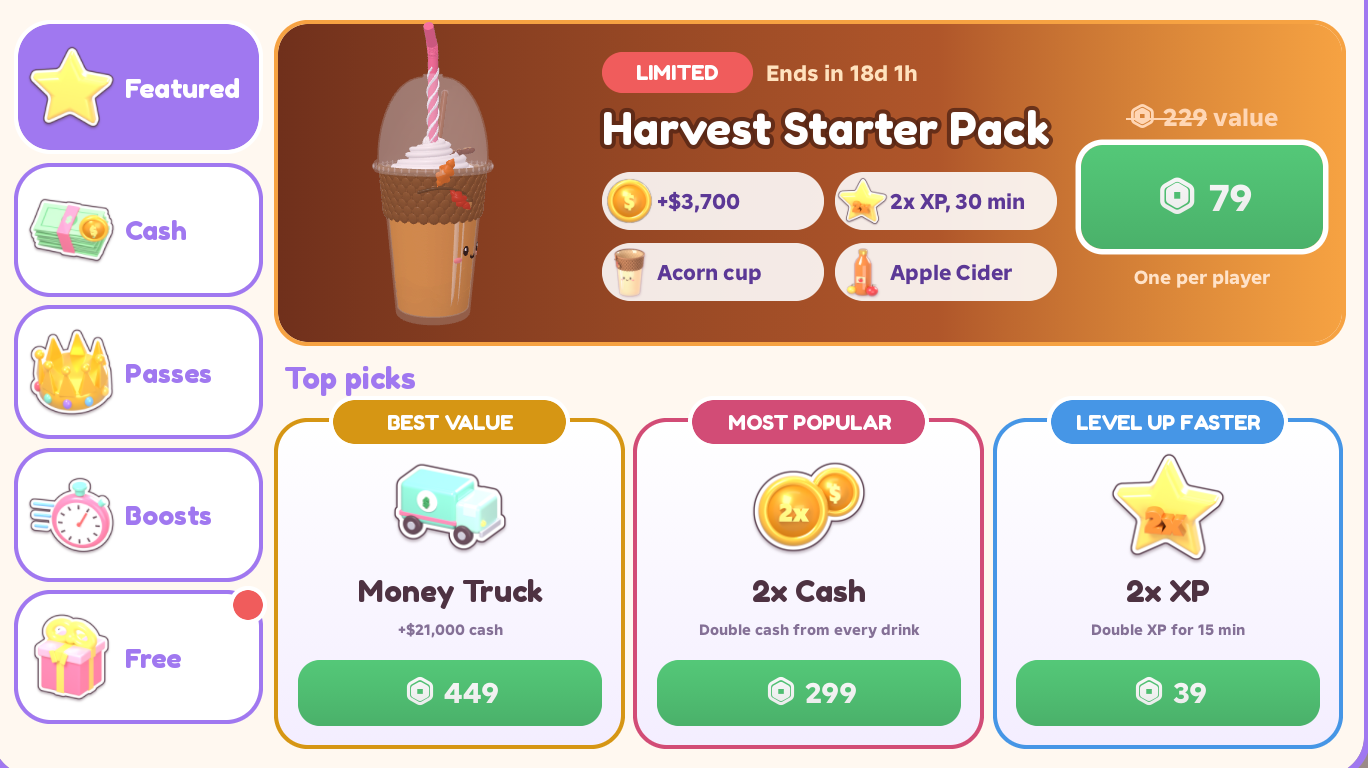 Featured
Cash
Passes
Boosts
Free
LIMITED
Ends in 18d 1h
Harvest Starter Pack
+$3,700
2x XP, 30 min
Acorn cup
Apple Cider
229 value
79
One per player
Top picks
BEST VALUE
Money Truck
+$21,000 cash
449
MOST POPULAR
2x
$
2x Cash
Double cash from every drink
299
LEVEL UP FASTER
2x
2x XP
Double XP for 15 min
39